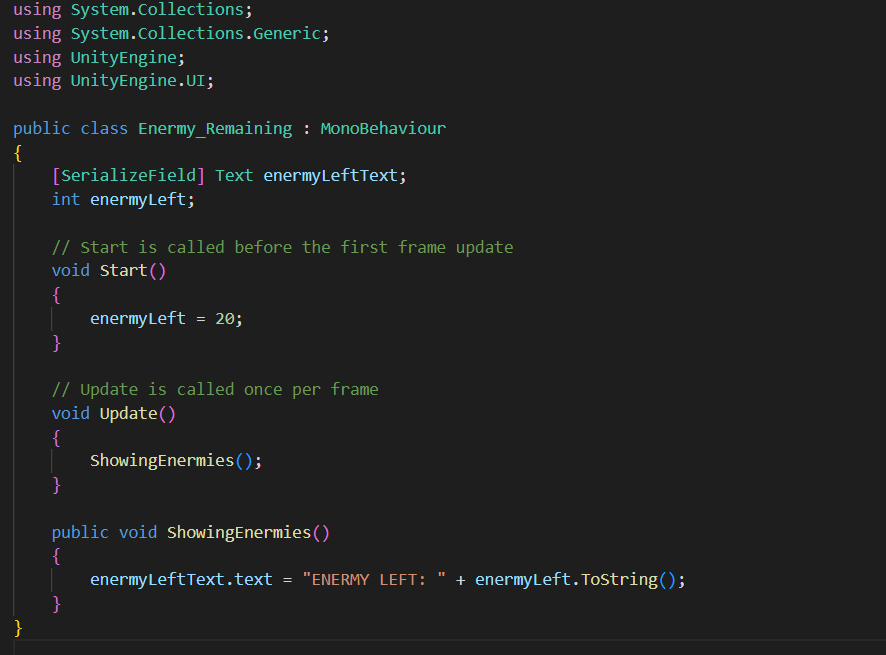 using System.Collections;
using System.Collections.Generic;
using UnityEngine;
using UnityEngine.UI;
public class Enermy_Remaining : MonoBehaviour
{
[SerializeField] Text enermyLeftText;
int enermyLeft;
// Start is called before the first frame update
void Start()
{
enermyLeft = 20;
}
// Update is called once per frame
void Update()
{
ShowingEnermies();
}
public void ShowingEnermies()
{
enermyLeftText.text = "ENERMY LEFT: " + enermyLeft.ToString();
}
}